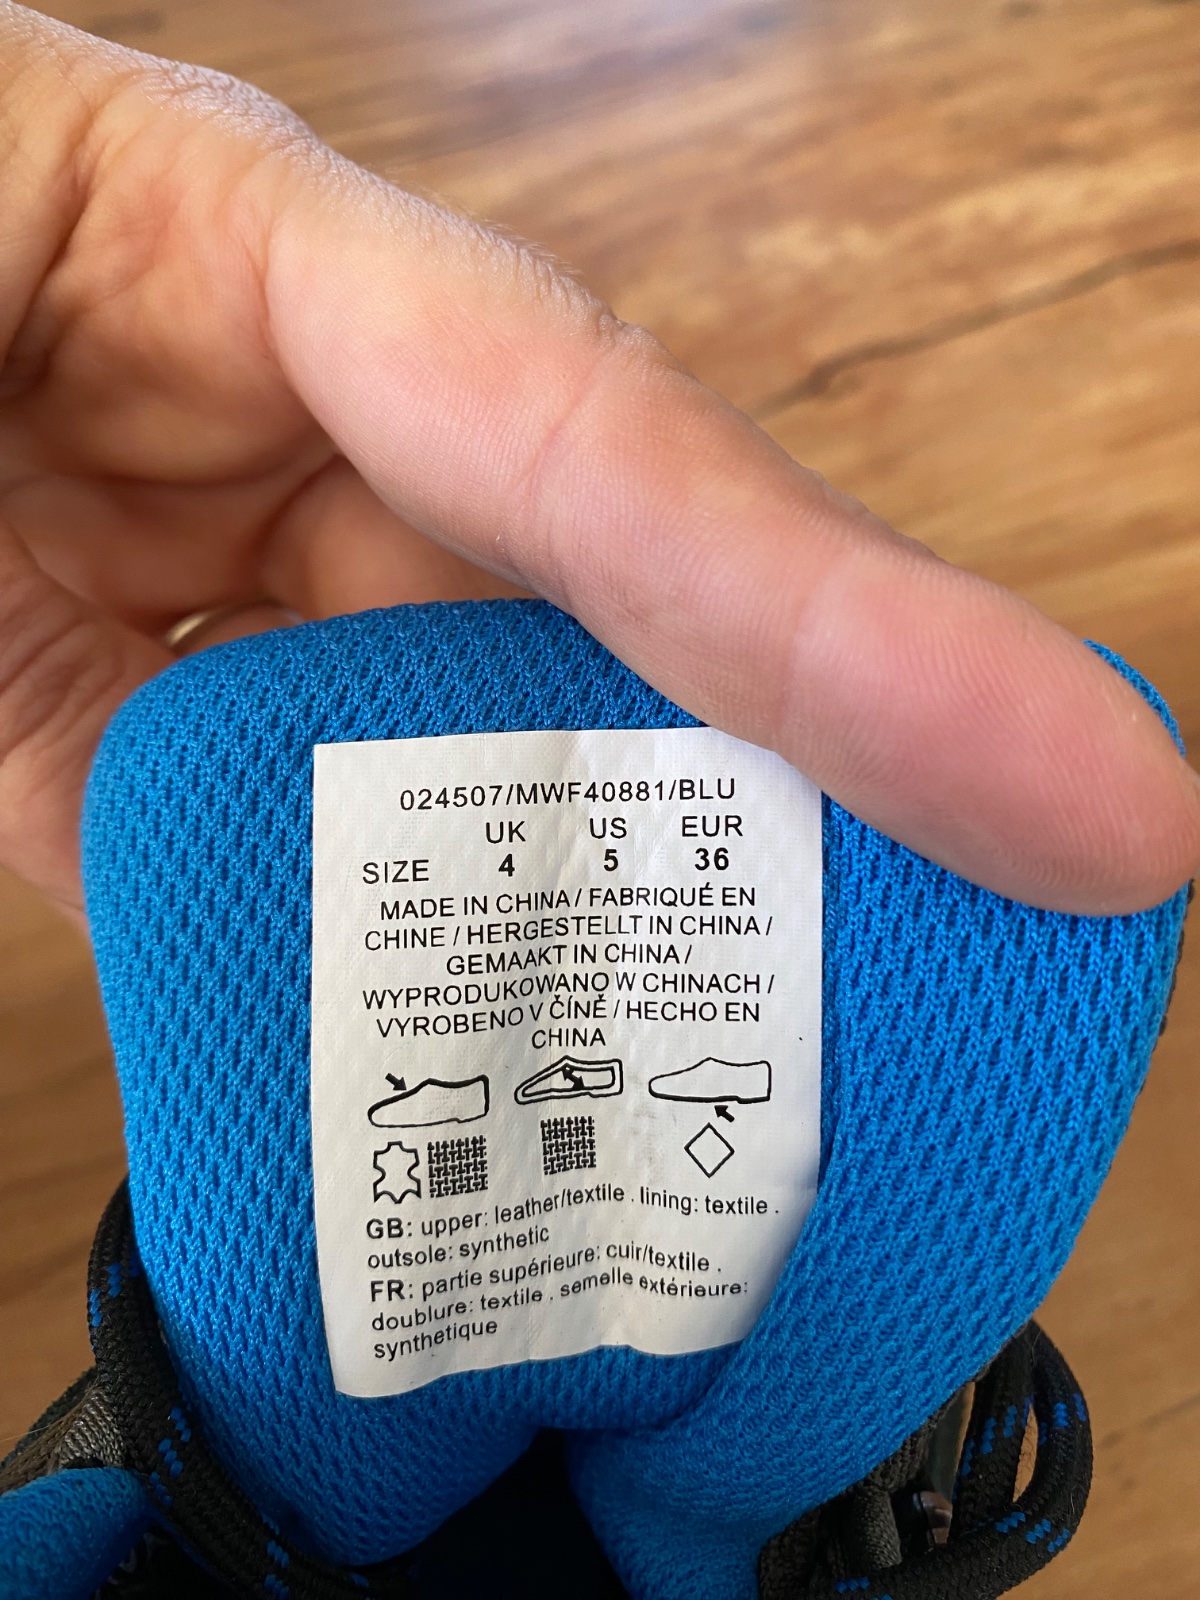 024507/MWF40881/BLU
UK US EUR
SIZE 4 5 36
MADE IN CHINA / FABRIQUÉ EN
CHINE / HERGESTELLT IN CHINA /
GEMAAKT IN CHINA /
WYPRODUKOWANO W CHINACH /
VYROBENO V ČÍNĚ / HECHO EN
CHINA
GB: upper: leather/textile . lining: textile .
outsole: synthetic
FR: partie supérieure: cuir/textile .
doublure: textile . semelle extérieure:
synthetique